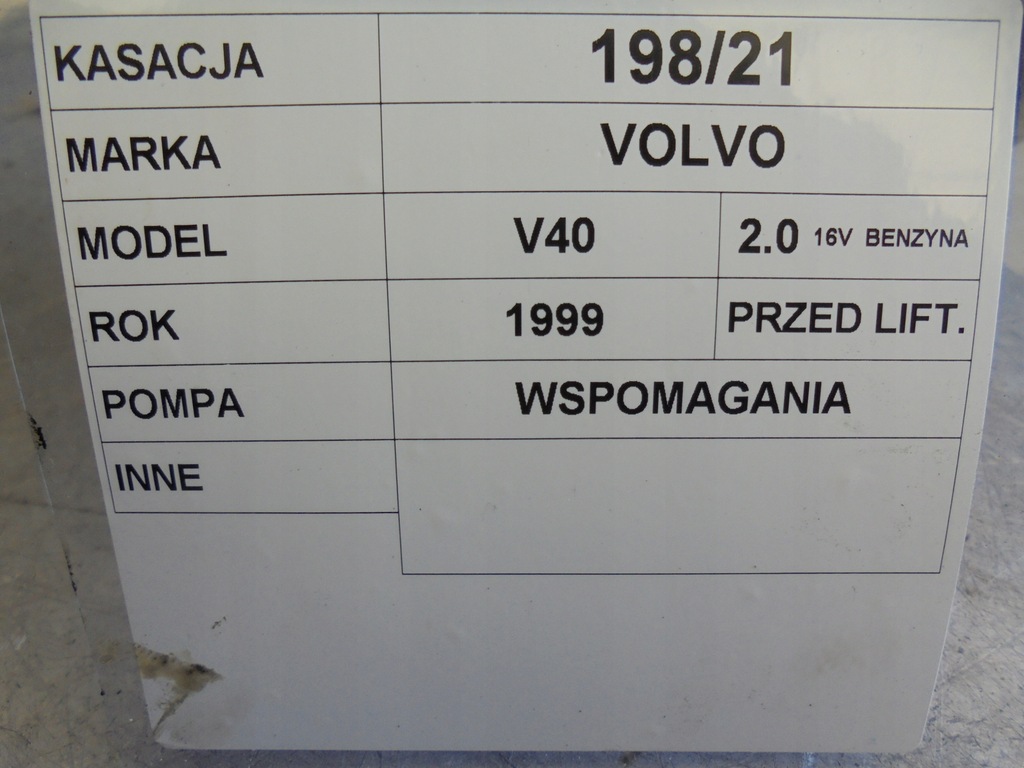 KASACJA 198/21
MARKA VOLVO
MODEL V40 2.0 16V BENZYNA
ROK 1999 PRZED LIFT.
POMPA WSPOMAGANIA
INNE